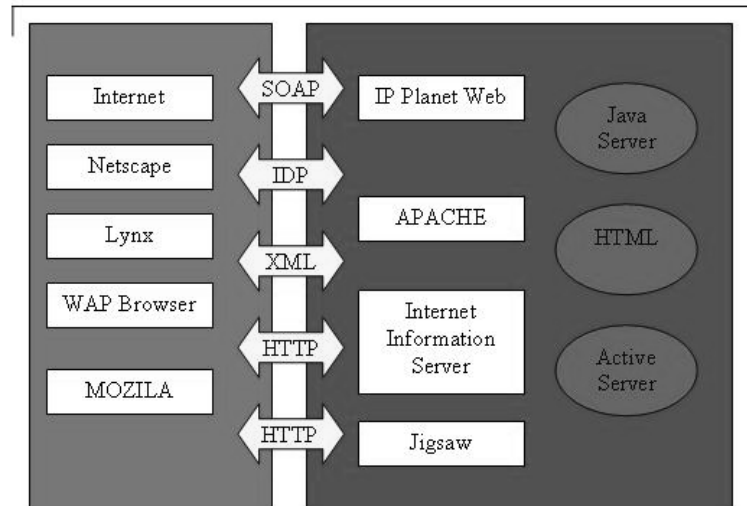 Internet
Netscape
Lynx
WAP Browser
MOZILA
SOAP
IDP
XML
HTTP
HTTP
IP Planet Web
APACHE
Internet
Information
Server
Jigsaw
Java
Server
HTML
Active
Server